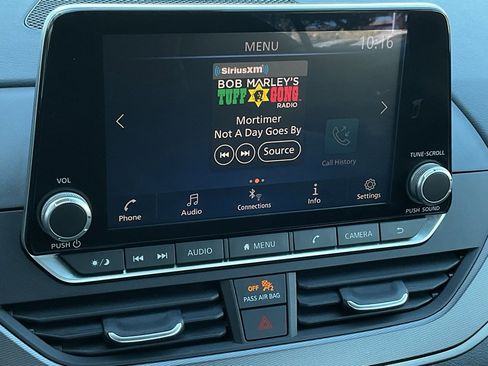 MENU
10:16
SiriusXM
BOB MARLEY'S
TUFF GONG
RADIO
Mortimer
Not A Day Goes By
Source
Call History
VOL
TUNE-SCROLL
Phone
Audio
Connections
Info
Settings
PUSH
PUSH SOUND
AUDIO
MENU
CAMERA
OFF
PASS AIR BAG